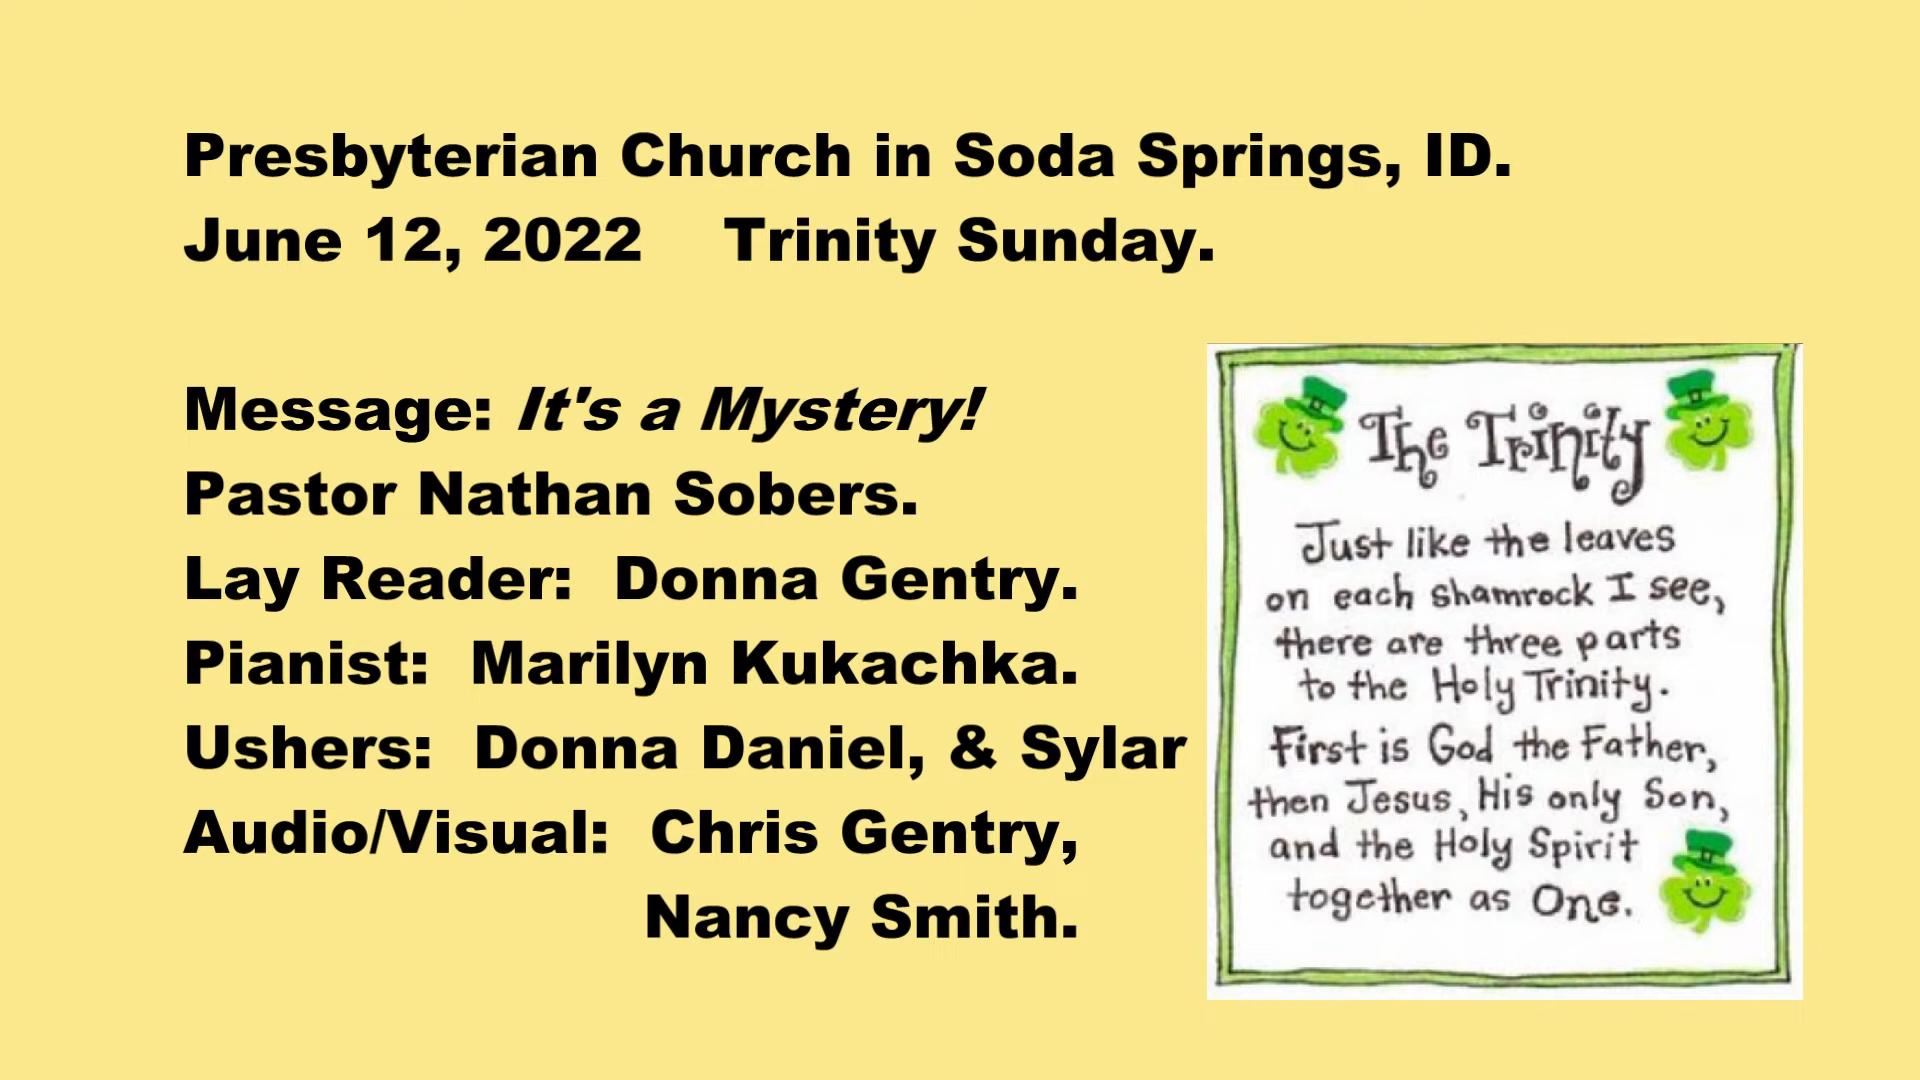 Presbyterian Church in Soda Springs, ID.
June 12, 2022    Trinity Sunday.
Message: It's a Mystery!
Pastor Nathan Sobers.
Lay Reader:  Donna Gentry.
Pianist:  Marilyn Kukachka.
Ushers:  Donna Daniel, & Sylar
Audio/Visual:  Chris Gentry,
Nancy Smith.
The Trinity
Just like the leaves
on each shamrock I see,
there are three parts
to the Holy Trinity.
First is God the Father,
then Jesus, His only Son,
and the Holy Spirit
together as One.